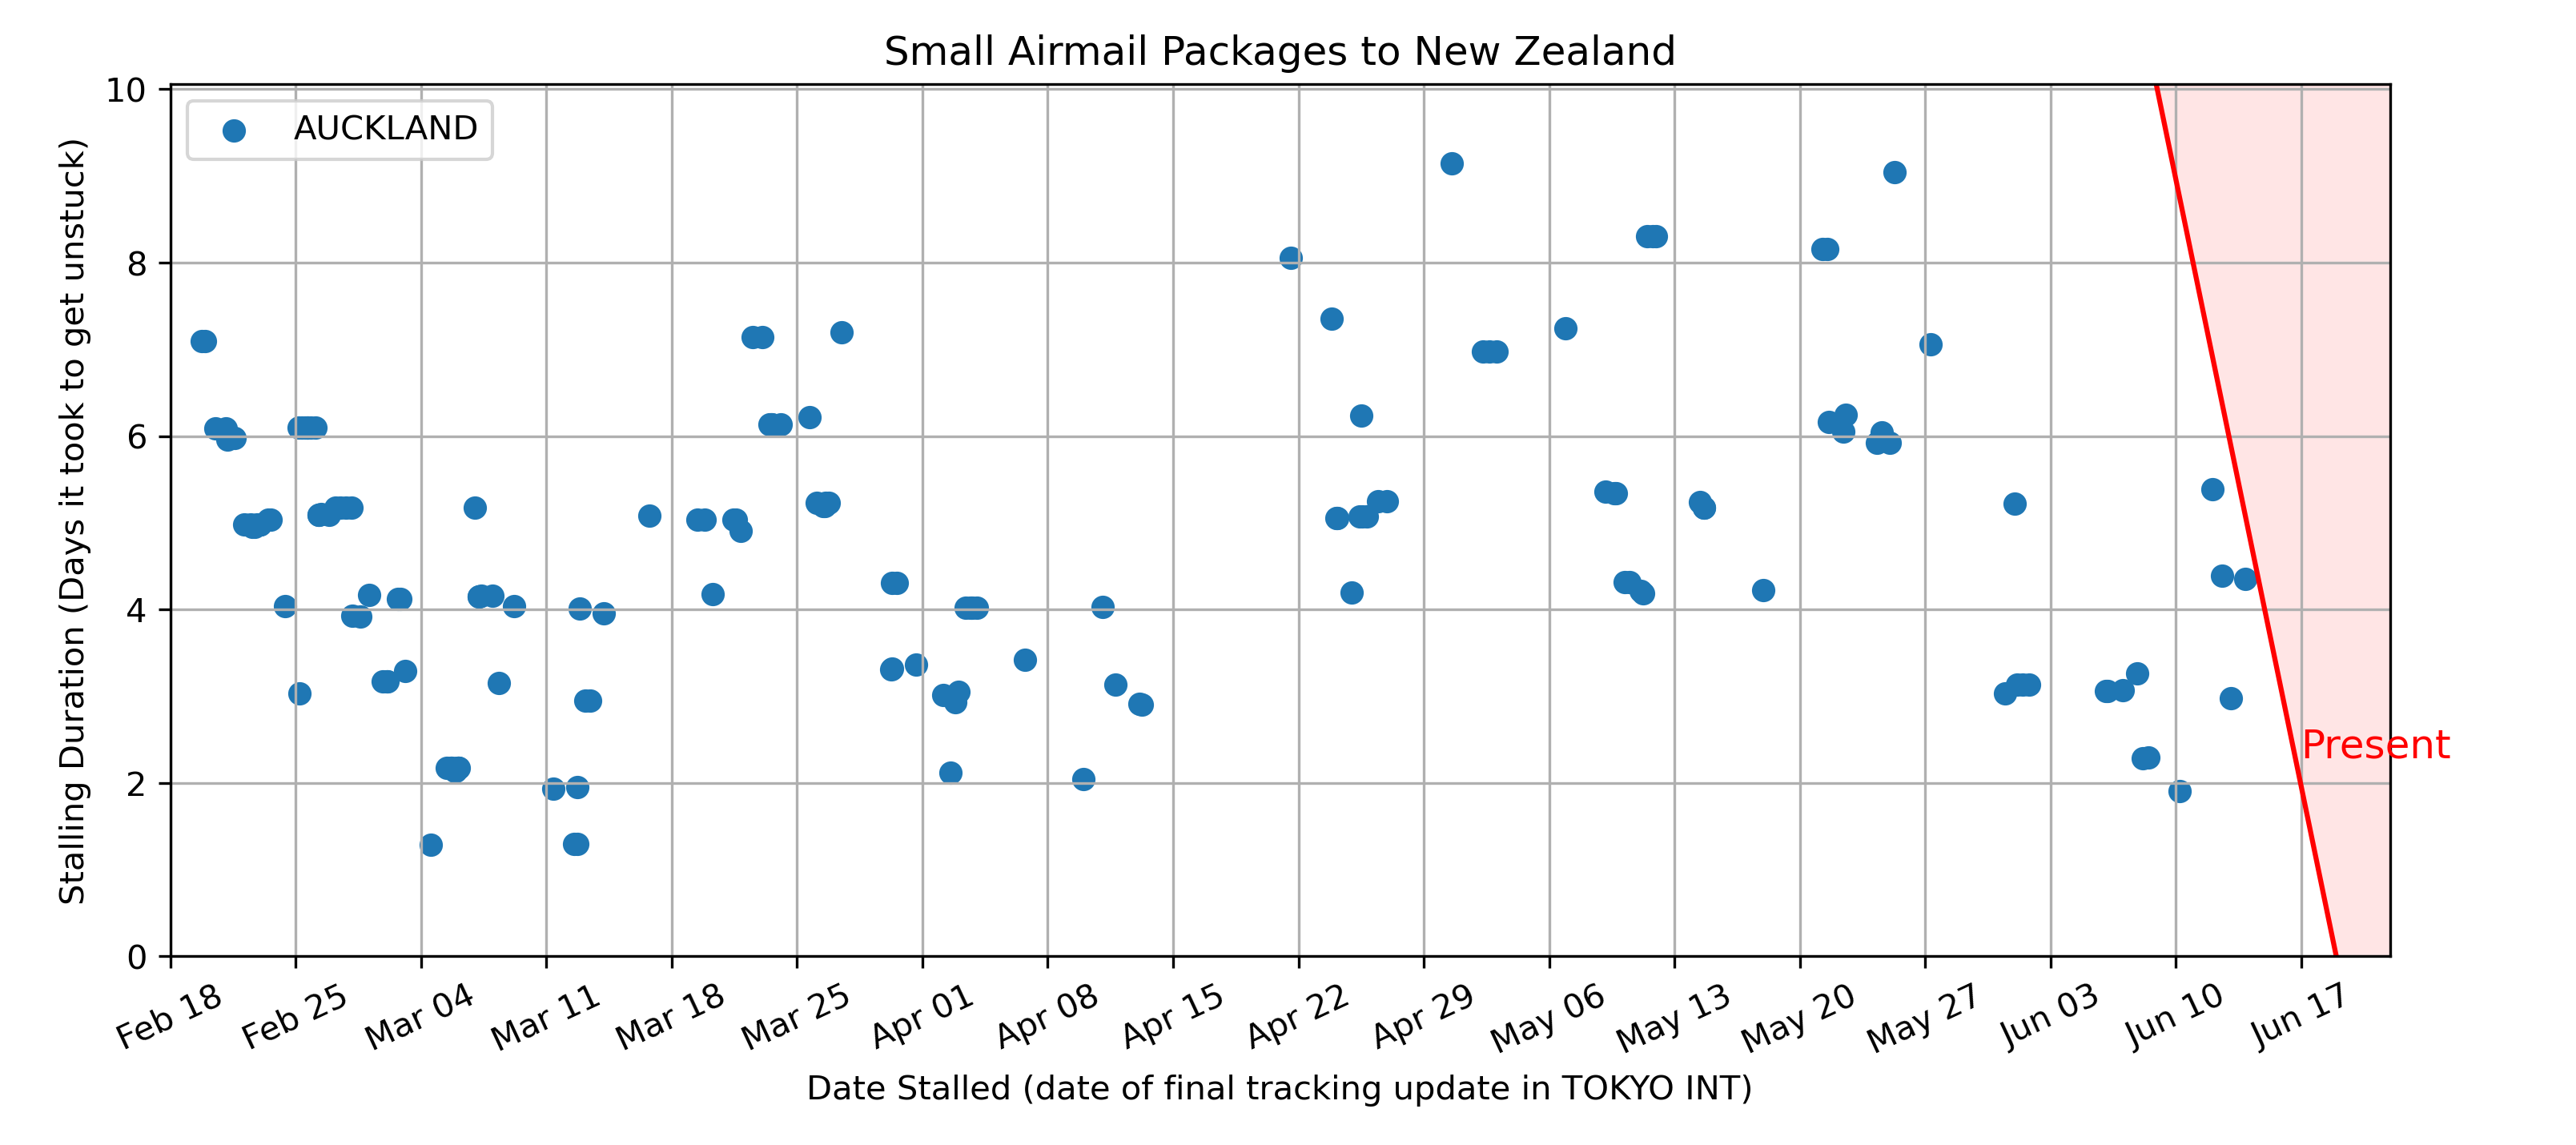 Small Airmail Packages to New Zealand
AUCKLAND
Stalling Duration (Days it took to get unstuck)
10
8
6
4
2
0
Present
Feb 18
Feb 25
Mar 04
Mar 11
Mar 18
Mar 25
Apr 01
Apr 08
Apr 15
Apr 22
Apr 29
May 06
May 13
May 20
May 27
Jun 03
Jun 10
Jun 17
Date Stalled (date of final tracking update in TOKYO INT)